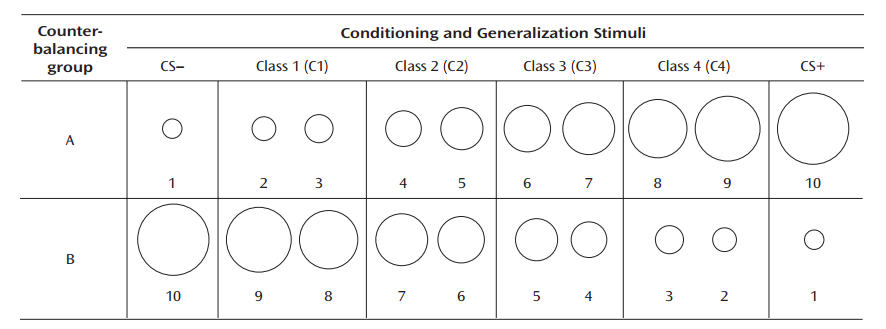 Counter-
balancing
group
Conditioning and Generalization Stimuli
CS– Class 1 (C1) Class 2 (C2) Class 3 (C3) Class 4 (C4) CS+
A
1 2 3 4 5 6 7 8 9 10
B
10 9 8 7 6 5 4 3 2 1